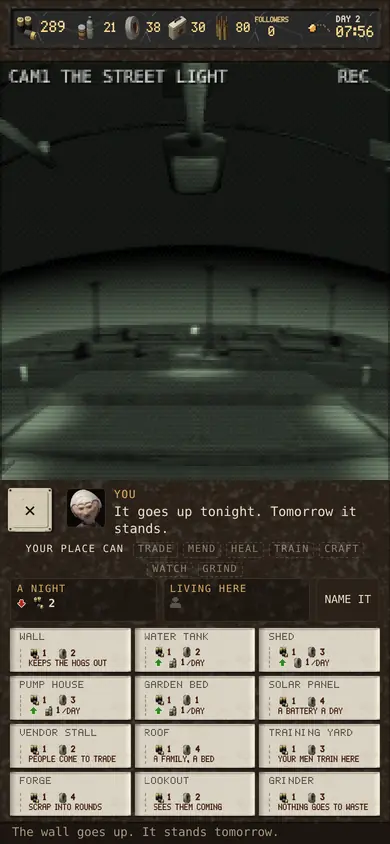 289 21 38 30 80 FOLLOWERS 0 DAY 2 07:56
CAM1 THE STREET LIGHT REC
YOU
It goes up tonight. Tomorrow it
stands.
YOUR PLACE CAN TRADE MEND HEAL TRAIN CRAFT
WATCH GRIND
A NIGHT LIVING HERE NAME IT
2
WALL WATER TANK SHED
1 2 1 2 1 3
KEEPS THE HOGS OUT 1/DAY 1/DAY
PUMP HOUSE GARDEN BED SOLAR PANEL
1 3 1 1 1 4
1/DAY 1/DAY A BATTERY A DAY
VENDOR STALL ROOF TRAINING YARD
1 2 1 4 1 3
PEOPLE COME TO TRADE A FAMILY, A BED YOUR MEN TRAIN HERE
FORGE LOOKOUT GRINDER
1 4 1 2 1 3
SCRAP INTO ROUNDS SEES THEM COMING NOTHING GOES TO WASTE
The wall goes up. It stands tomorrow.